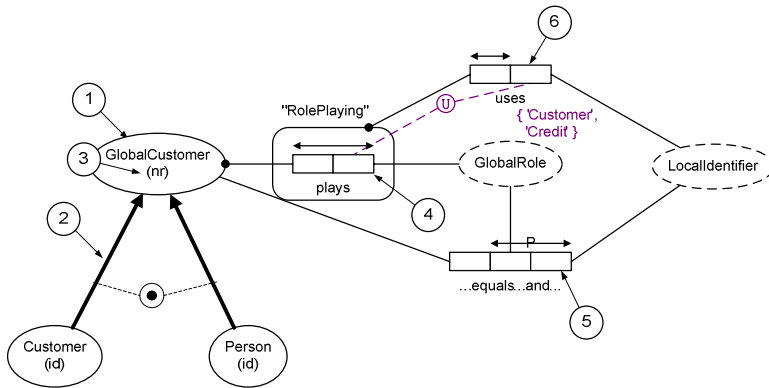 6
1
"RolePlaying"
U
uses
{ 'Customer',
'Credit' }
3
GlobalCustomer
(nr)
GlobalRole
LocalIdentifier
plays
4
2
P
...equals...and...
5
Customer
(id)
Person
(id)